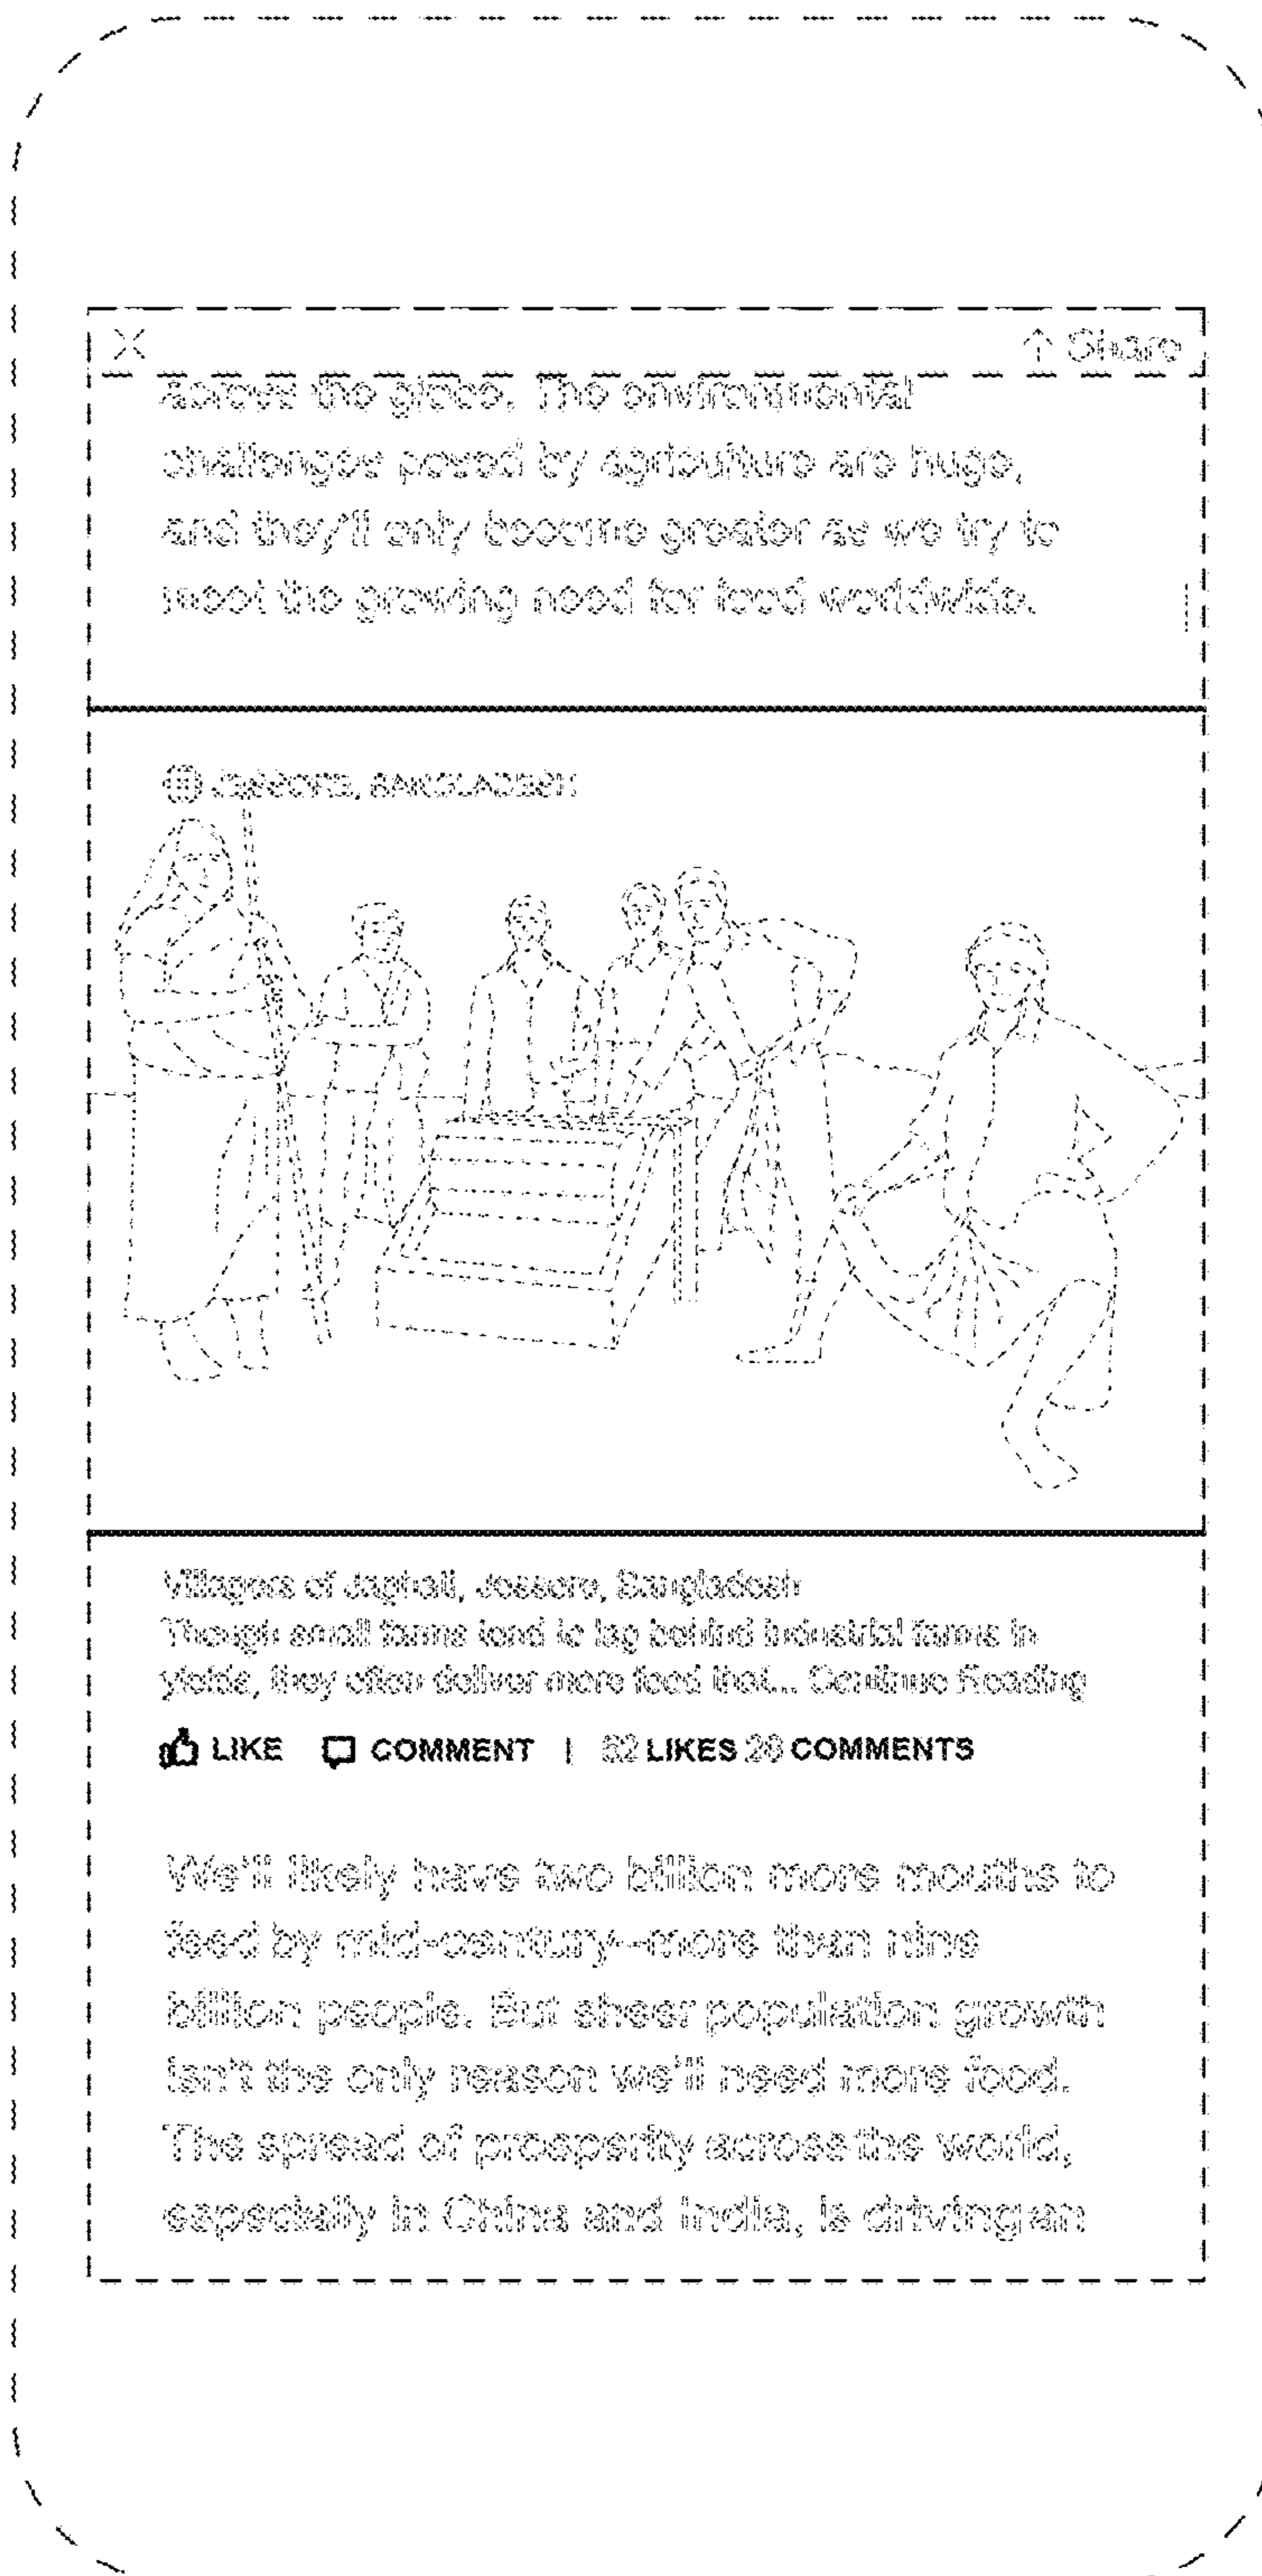 Share
across the globe. The environmental
challenges posed by agriculture are huge,
and they'll only become greater as we try to
meet the growing need for food worldwide.
JESSORE, BANGLADESH
Villagers of Jaghati, Jessore, Bangladesh
Though small farms tend to lag behind industrial farms in
yields, they often deliver more food that... Continue Reading
LIKE COMMENT | 52 LIKES 28 COMMENTS
We'll likely have two billion more mouths to
feed by mid-century--more than nine
billion people. But sheer population growth
isn't the only reason we'll need more food.
The spread of prosperity across the world,
especially in China and India, is driving an